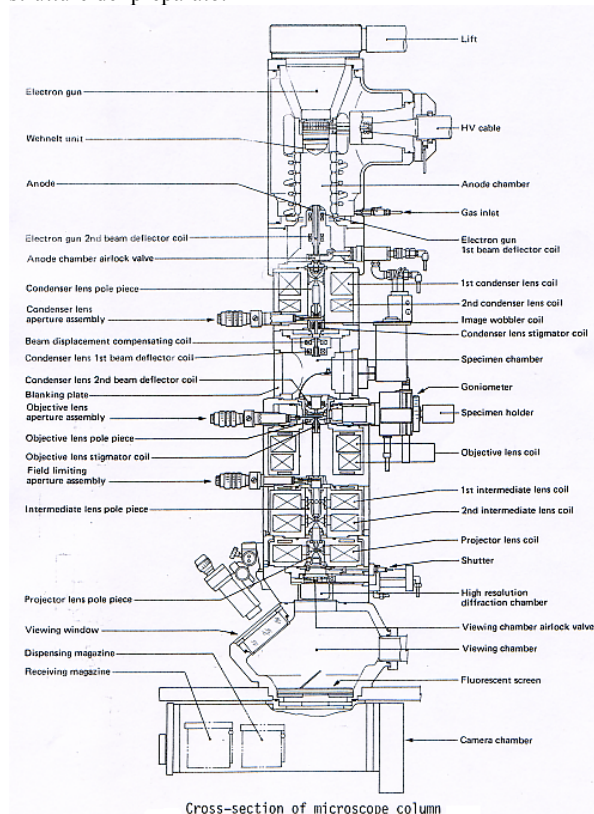 strutture del preparato.
Lift
Electron gun
Wehnelt unit
HV cable
Anode
Anode chamber
Gas inlet
Electron gun 2nd beam deflector coil
Electron gun
1st beam deflector coil
Anode chamber airlock valve
Condenser lens pole piece
1st condenser lens coil
2nd condenser lens coil
Condenser lens
aperture assembly
Image wobbler coil
Condenser lens stigmator coil
Beam displacement compensating coil
Condenser lens 1st beam deflector coil
Specimen chamber
Condenser lens 2nd beam deflector coil
Goniometer
Blanking plate
Objective lens
aperture assembly
Specimen holder
Objective lens pole piece
Objective lens stigmator coil
Objective lens coil
Field limiting
aperture assembly
1st intermediate lens coil
Intermediate lens pole piece
2nd intermediate lens coil
Projector lens coil
Shutter
Projector lens pole piece
High resolution
diffraction chamber
Viewing chamber airlock valve
Viewing window
Viewing chamber
Dispensing magazine
Receiving magazine
Fluorescent screen
Camera chamber
Cross-section of microscope column